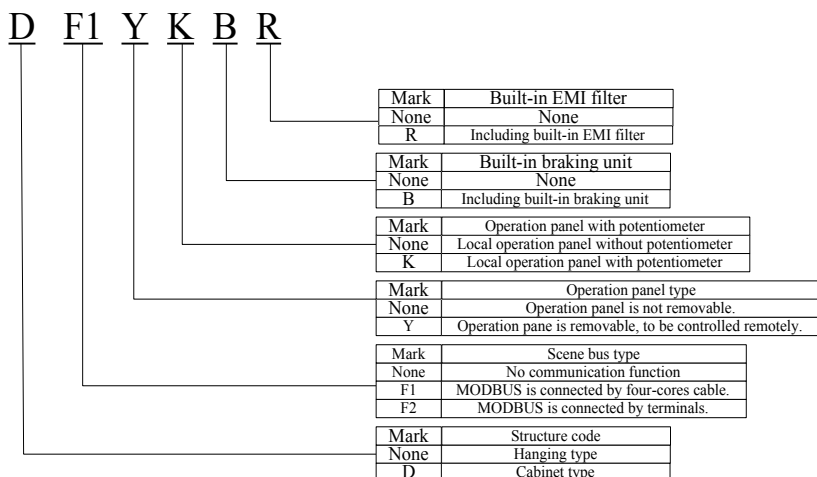 D F1 Y K B R
Mark Built-in EMI filter
None None
R Including built-in EMI filter
Mark Built-in braking unit
None None
B Including built-in braking unit
Mark Operation panel with potentiometer
None Local operation panel without potentiometer
K Local operation panel with potentiometer
Mark Operation panel type
None Operation panel is not removable.
Y Operation pane is removable, to be controlled remotely.
Mark Scene bus type
None No communication function
F1 MODBUS is connected by four-cores cable.
F2 MODBUS is connected by terminals.
Mark Structure code
None Hanging type
D Cabinet type